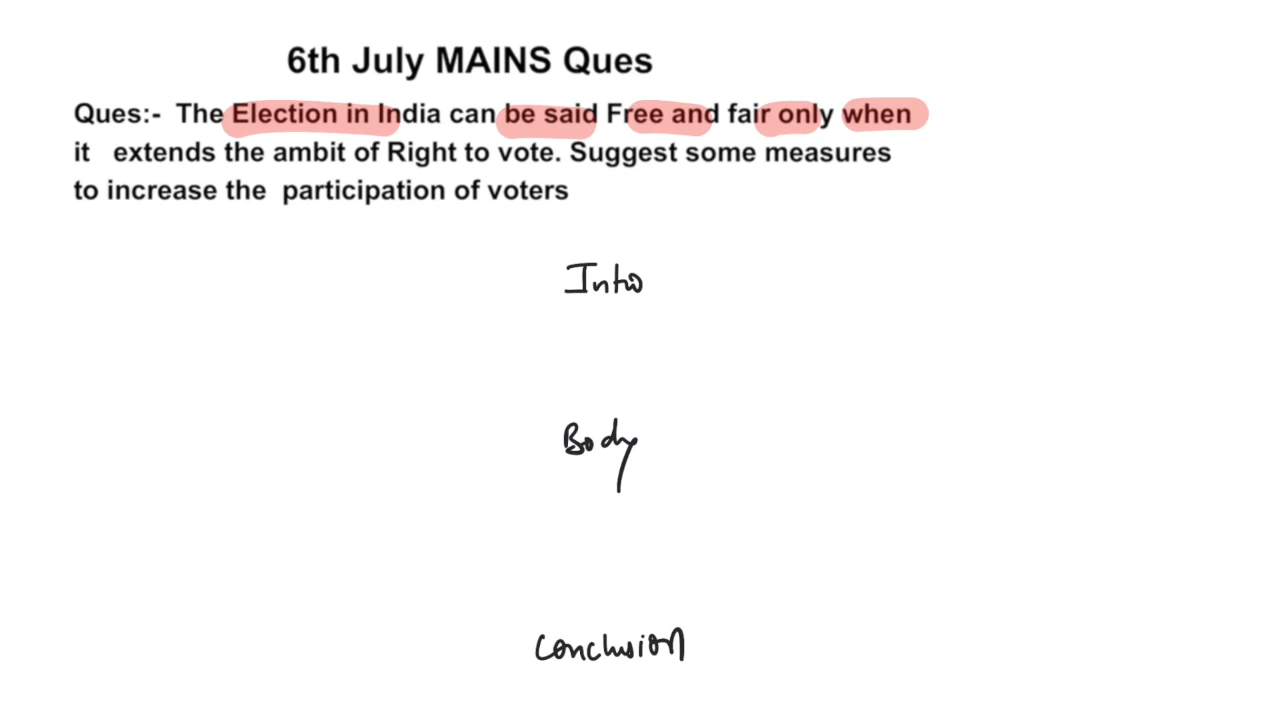 6th July MAINS Ques
Ques:- The Election in India can be said Free and fair only when
it extends the ambit of Right to vote. Suggest some measures
to increase the participation of voters
Intro
Body
Conclusion